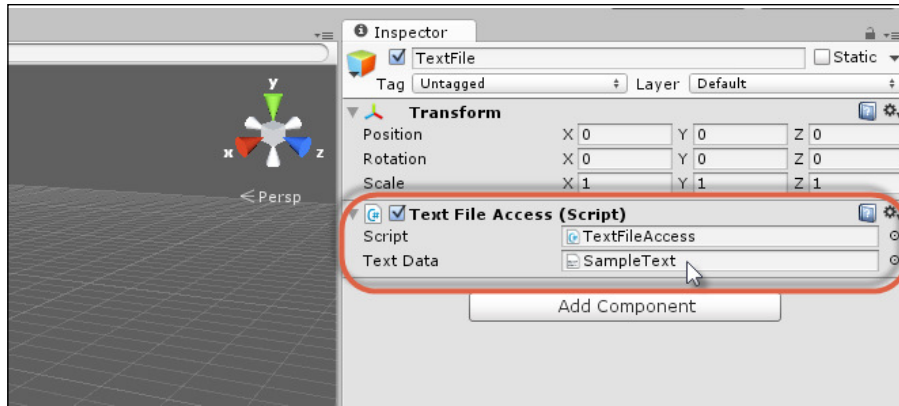 Inspector
TextFile
Static
Tag Untagged Layer Default
y
x
z
Persp
Transform
Position X 0 Y 0 Z 0
Rotation X 0 Y 0 Z 0
Scale X 1 Y 1 Z 1
Text File Access (Script)
Script TextFileAccess
Text Data SampleText
Add Component